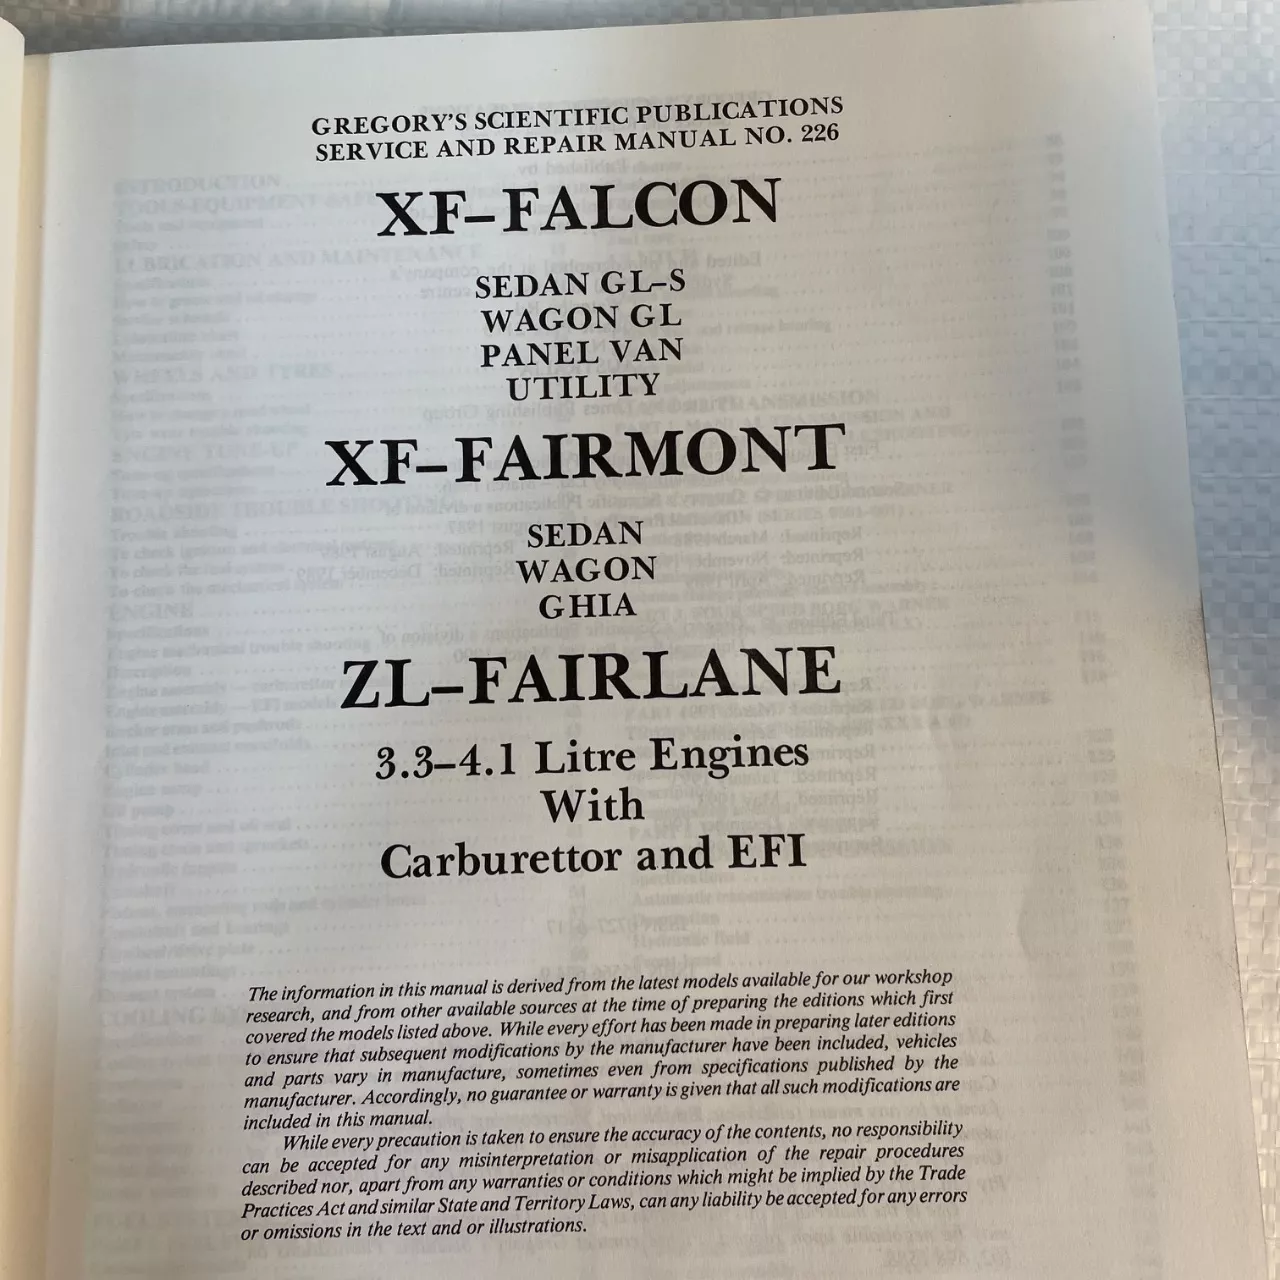 GREGORY'S SCIENTIFIC PUBLICATIONS
SERVICE AND REPAIR MANUAL NO. 226
XF–FALCON
SEDAN GL–S
WAGON GL
PANEL VAN
UTILITY
XF–FAIRMONT
SEDAN
WAGON
GHIA
ZL–FAIRLANE
3.3–4.1 Litre Engines
With
Carburettor and EFI
The information in this manual is derived from the latest models available for our workshop
research, and from other available sources at the time of preparing the editions which first
covered the models listed above. While every effort has been made in preparing later editions
to ensure that subsequent modifications by the manufacturer have been included, vehicles
and parts vary in manufacture, sometimes even from specifications published by the
manufacturer. Accordingly, no guarantee or warranty is given that all such modifications are
included in this manual.
While every precaution is taken to ensure the accuracy of the contents, no responsibility
can be accepted for any misinterpretation or misapplication of the repair procedures
described nor, apart from any warranties or conditions which might be implied by the Trade
Practices Act and similar State and Territory Laws, can any liability be accepted for any errors
or omissions in the text and or illustrations.